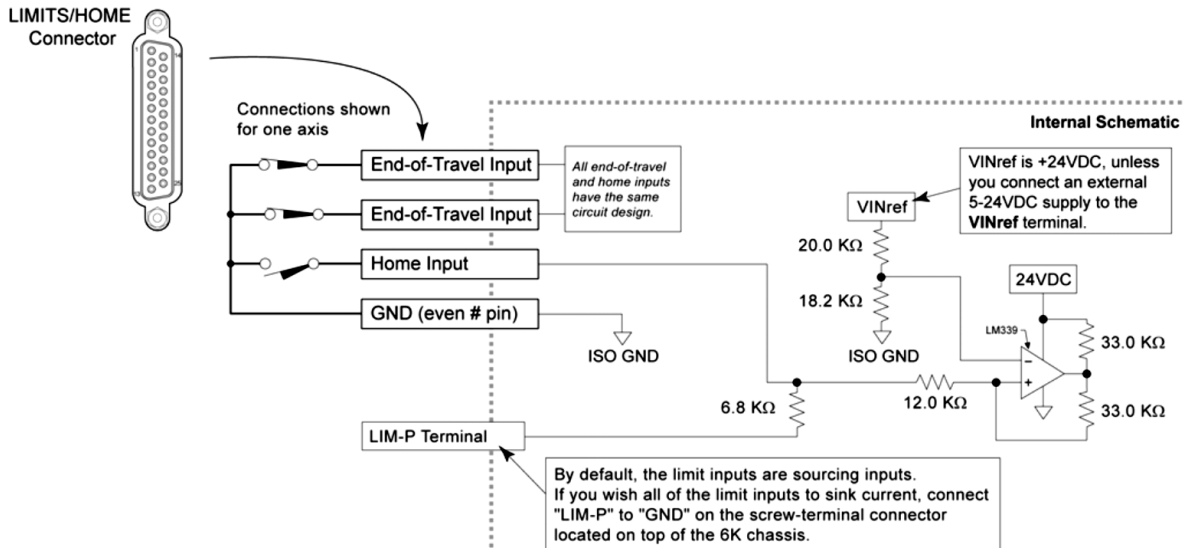 LIMITS/HOME
Connector
1
14
13
25
Connections shown
for one axis
End-of-Travel Input
End-of-Travel Input
Home Input
GND (even # pin)
All end-of-travel
and home inputs
have the same
circuit design.
ISO GND
LIM-P Terminal
Internal Schematic
VINref is +24VDC, unless
you connect an external
5-24VDC supply to the
VINref terminal.
VINref
20.0 KΩ
18.2 KΩ
ISO GND
24VDC
LM339
-
+
33.0 KΩ
33.0 KΩ
6.8 KΩ
12.0 KΩ
By default, the limit inputs are sourcing inputs.
If you wish all of the limit inputs to sink current, connect
"LIM-P" to "GND" on the screw-terminal connector
located on top of the 6K chassis.